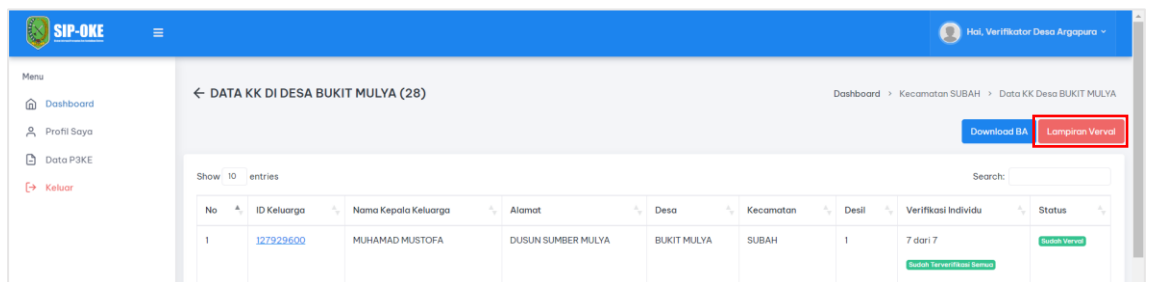 SIP-OKE
Hai, Verifikator Desa Argapura
Menu
Dashboard
Profil Saya
Data P3KE
Keluar
← DATA KK DI DESA BUKIT MULYA (28)
Dashboard > Kecamatan SUBAH > Data KK Desa BUKIT MULYA
Download BA Lampiran Verval
Show 10 entries Search:
No ID Keluarga Nama Kepala Keluarga Alamat Desa Kecamatan Desil Verifikasi Individu Status
1 127929600 MUHAMAD MUSTOFA DUSUN SUMBER MULYA BUKIT MULYA SUBAH 1 7 dari 7 Sudah Verval
Sudah Terverifikasi Semua